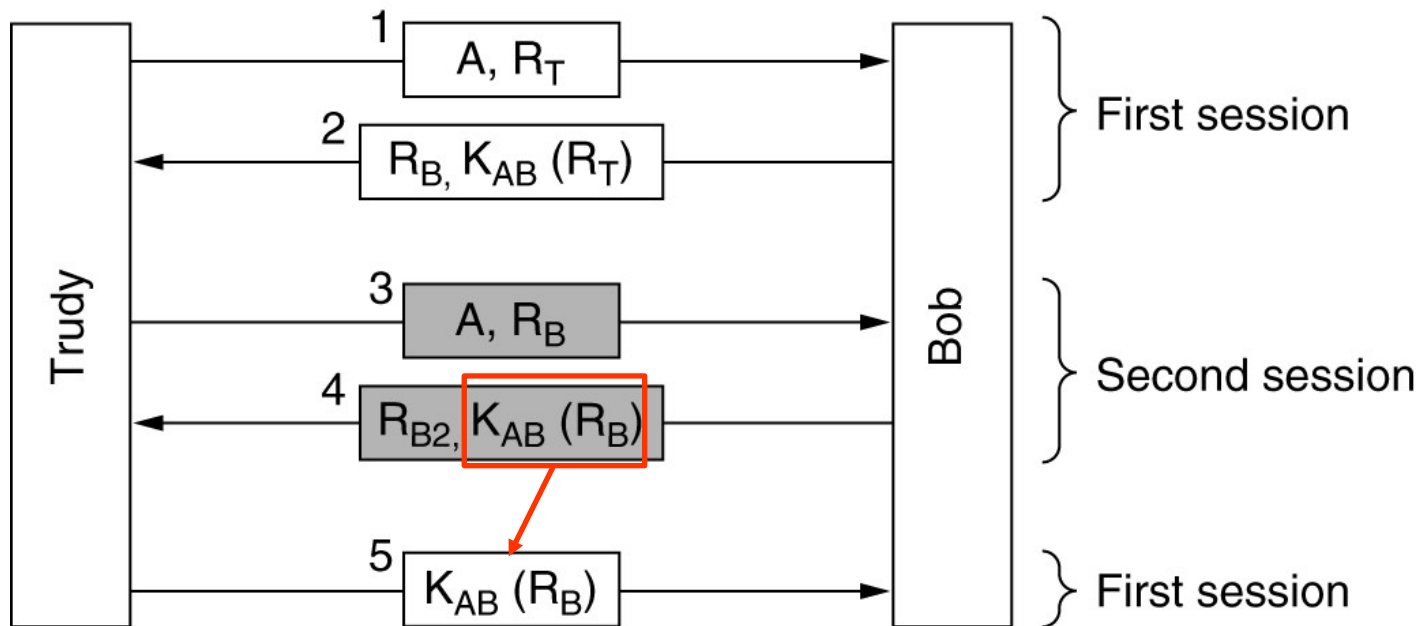 1
A, R_T
First session
2
R_B, K_AB (R_T)
Trudy
Bob
3
A, R_B
Second session
4
R_B2, K_AB (R_B)
5
K_AB (R_B)
First session